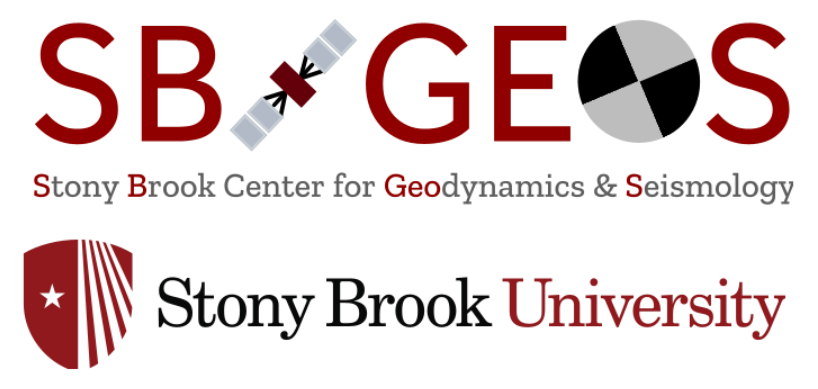 SB GEOS
Stony Brook Center for Geodynamics & Seismology
Stony Brook University